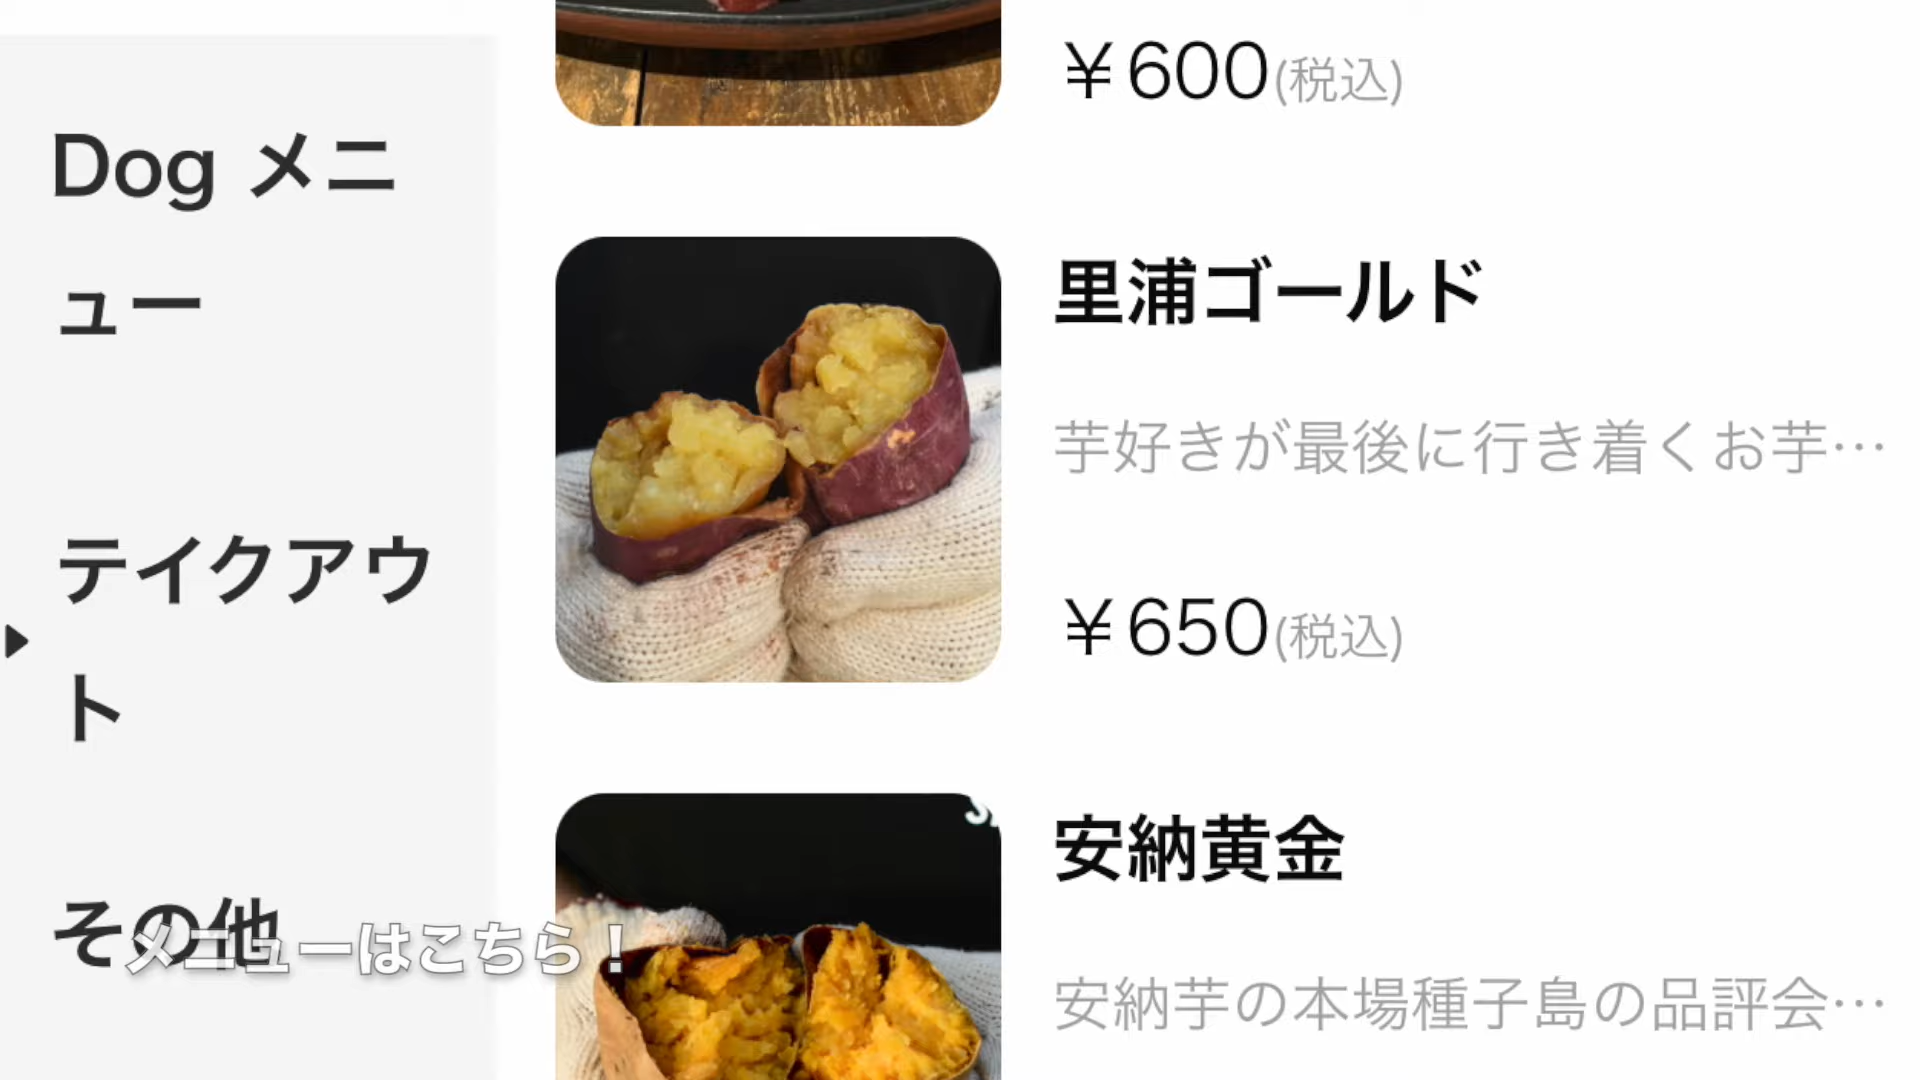 Dog メニ
ュー
テイクアウ
ト
その他
¥600(税込)
里浦ゴールド
芋好きが最後に行き着くお芋…
¥650(税込)
安納黄金
安納芋の本場種子島の品評会…
メニューはこちら！